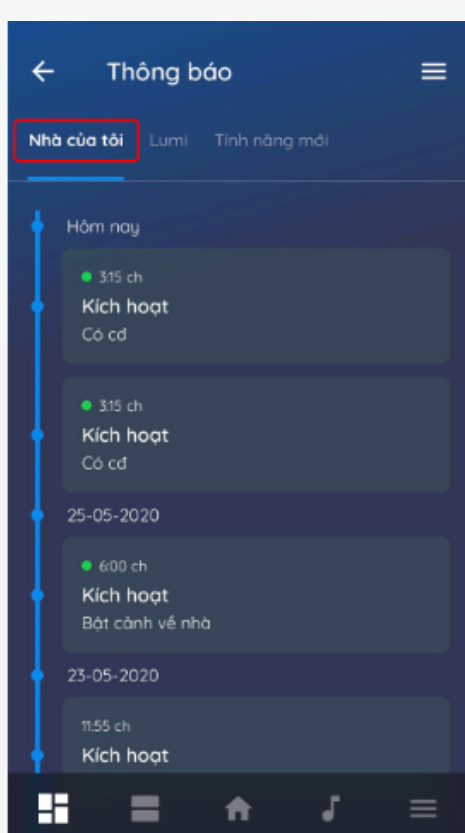 Thông báo
Nhà của tôi Lumi Tính năng mới
Hôm nay
3:15 ch
Kích hoạt
Có cđ
3:15 ch
Kích hoạt
Có cđ
25-05-2020
6:00 ch
Kích hoạt
Bật cảnh về nhà
23-05-2020
11:55 ch
Kích hoạt